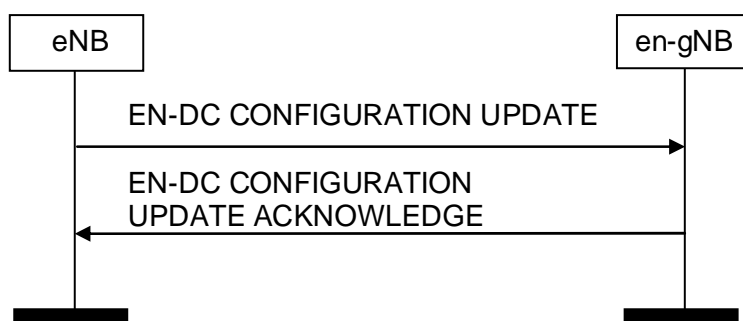 eNB
en-gNB
EN-DC CONFIGURATION UPDATE
EN-DC CONFIGURATION
UPDATE ACKNOWLEDGE